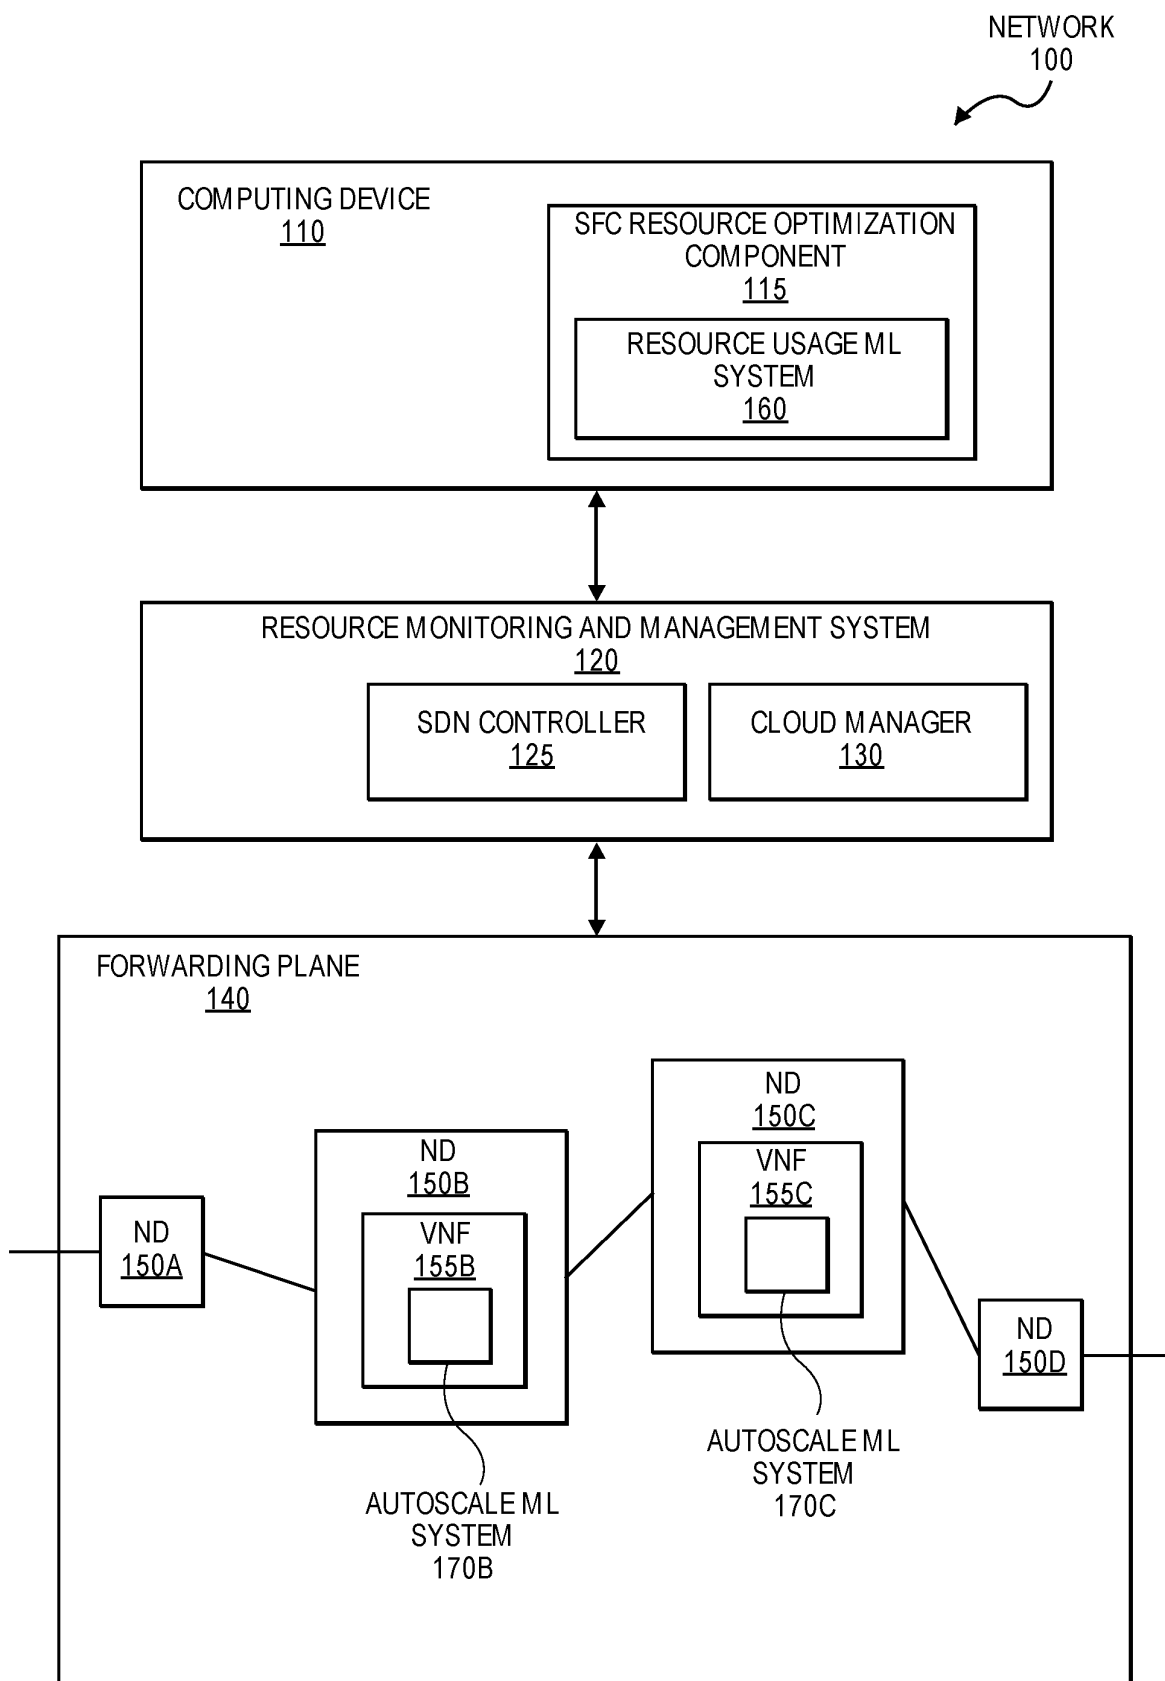 NETWORK
100
COMPUTING DEVICE
110
SFC RESOURCE OPTIMIZATION
COMPONENT
115
RESOURCE USAGE ML
SYSTEM
160
RESOURCE MONITORING AND MANAGEMENT SYSTEM
120
SDN CONTROLLER
125
CLOUD MANAGER
130
FORWARDING PLANE
140
ND
150A
ND
150B
VNF
155B
AUTOSCALE ML
SYSTEM
170B
ND
150C
VNF
155C
AUTOSCALE ML
SYSTEM
170C
ND
150D